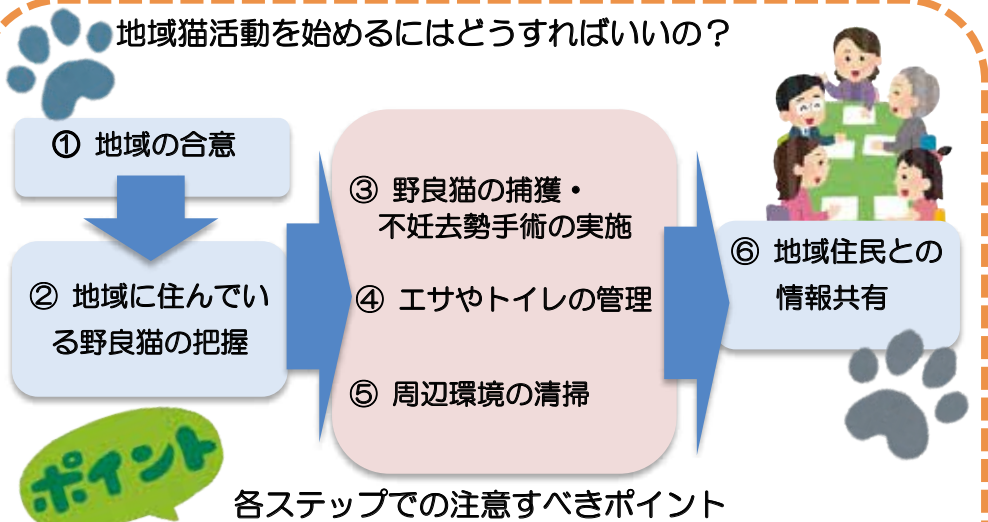 地域猫活動を始めるにはどうすればいいの？
① 地域の合意
② 地域に住んでい
る野良猫の把握
③ 野良猫の捕獲・
不妊去勢手術の実施
④ エサやトイレの管理
⑤ 周辺環境の清掃
⑥ 地域住民との
情報共有
ポイント
各ステップでの注意すべきポイント